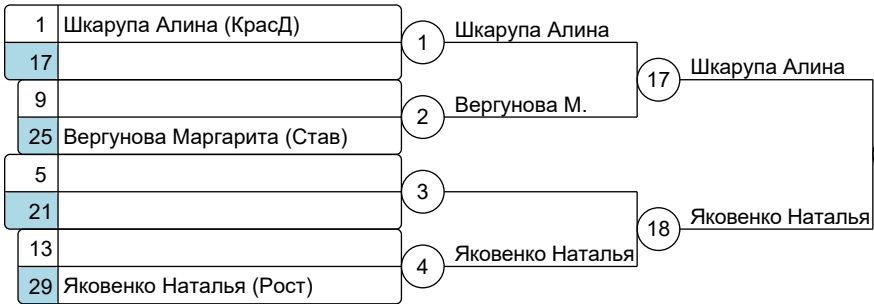 1 Шкарупа Алина (КрасД)
17
9
25 Вергунова Маргарита (Став)
5
21
13
29 Яковенко Наталья (Рост)
1 Шкарупа Алина
2 Вергунова М.
3
4 Яковенко Наталья
17 Шкарупа Алина
18 Яковенко Наталья